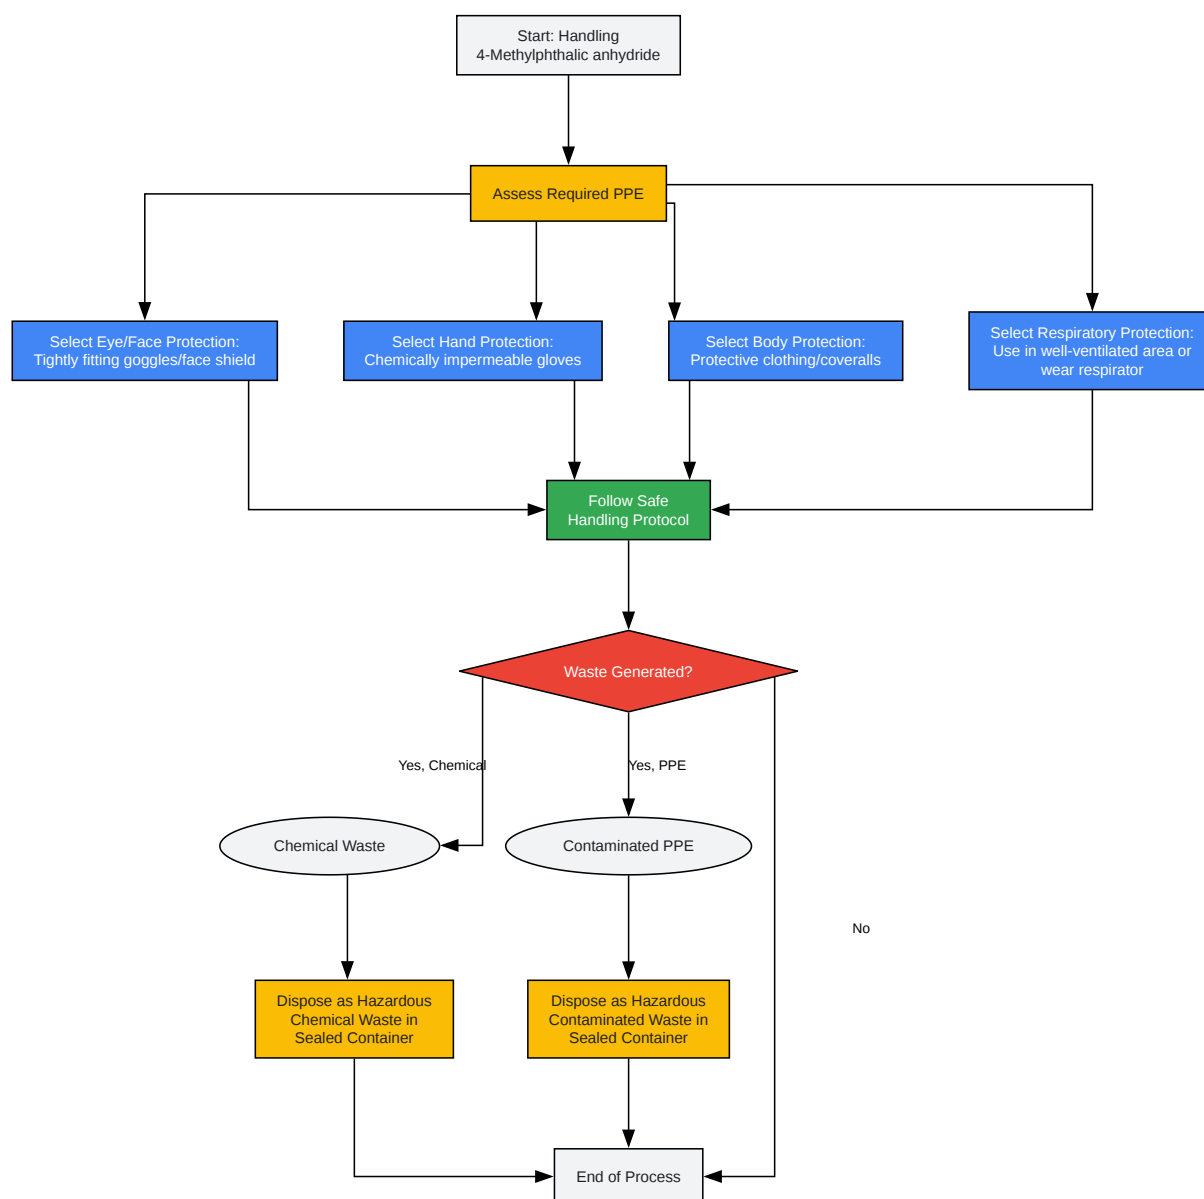 Start: Handling
4-Methylphthalic anhydride
Assess Required PPE
Select Eye/Face Protection:
Tightly fitting goggles/face shield
Select Hand Protection:
Chemically impermeable gloves
Select Body Protection:
Protective clothing/coveralls
Select Respiratory Protection:
Use in well-ventilated area or
wear respirator
Follow Safe
Handling Protocol
Waste Generated?
Yes, Chemical
Yes, PPE
Chemical Waste
Contaminated PPE
No
Dispose as Hazardous
Chemical Waste in
Sealed Container
Dispose as Hazardous
Contaminated Waste in
Sealed Container
End of Process